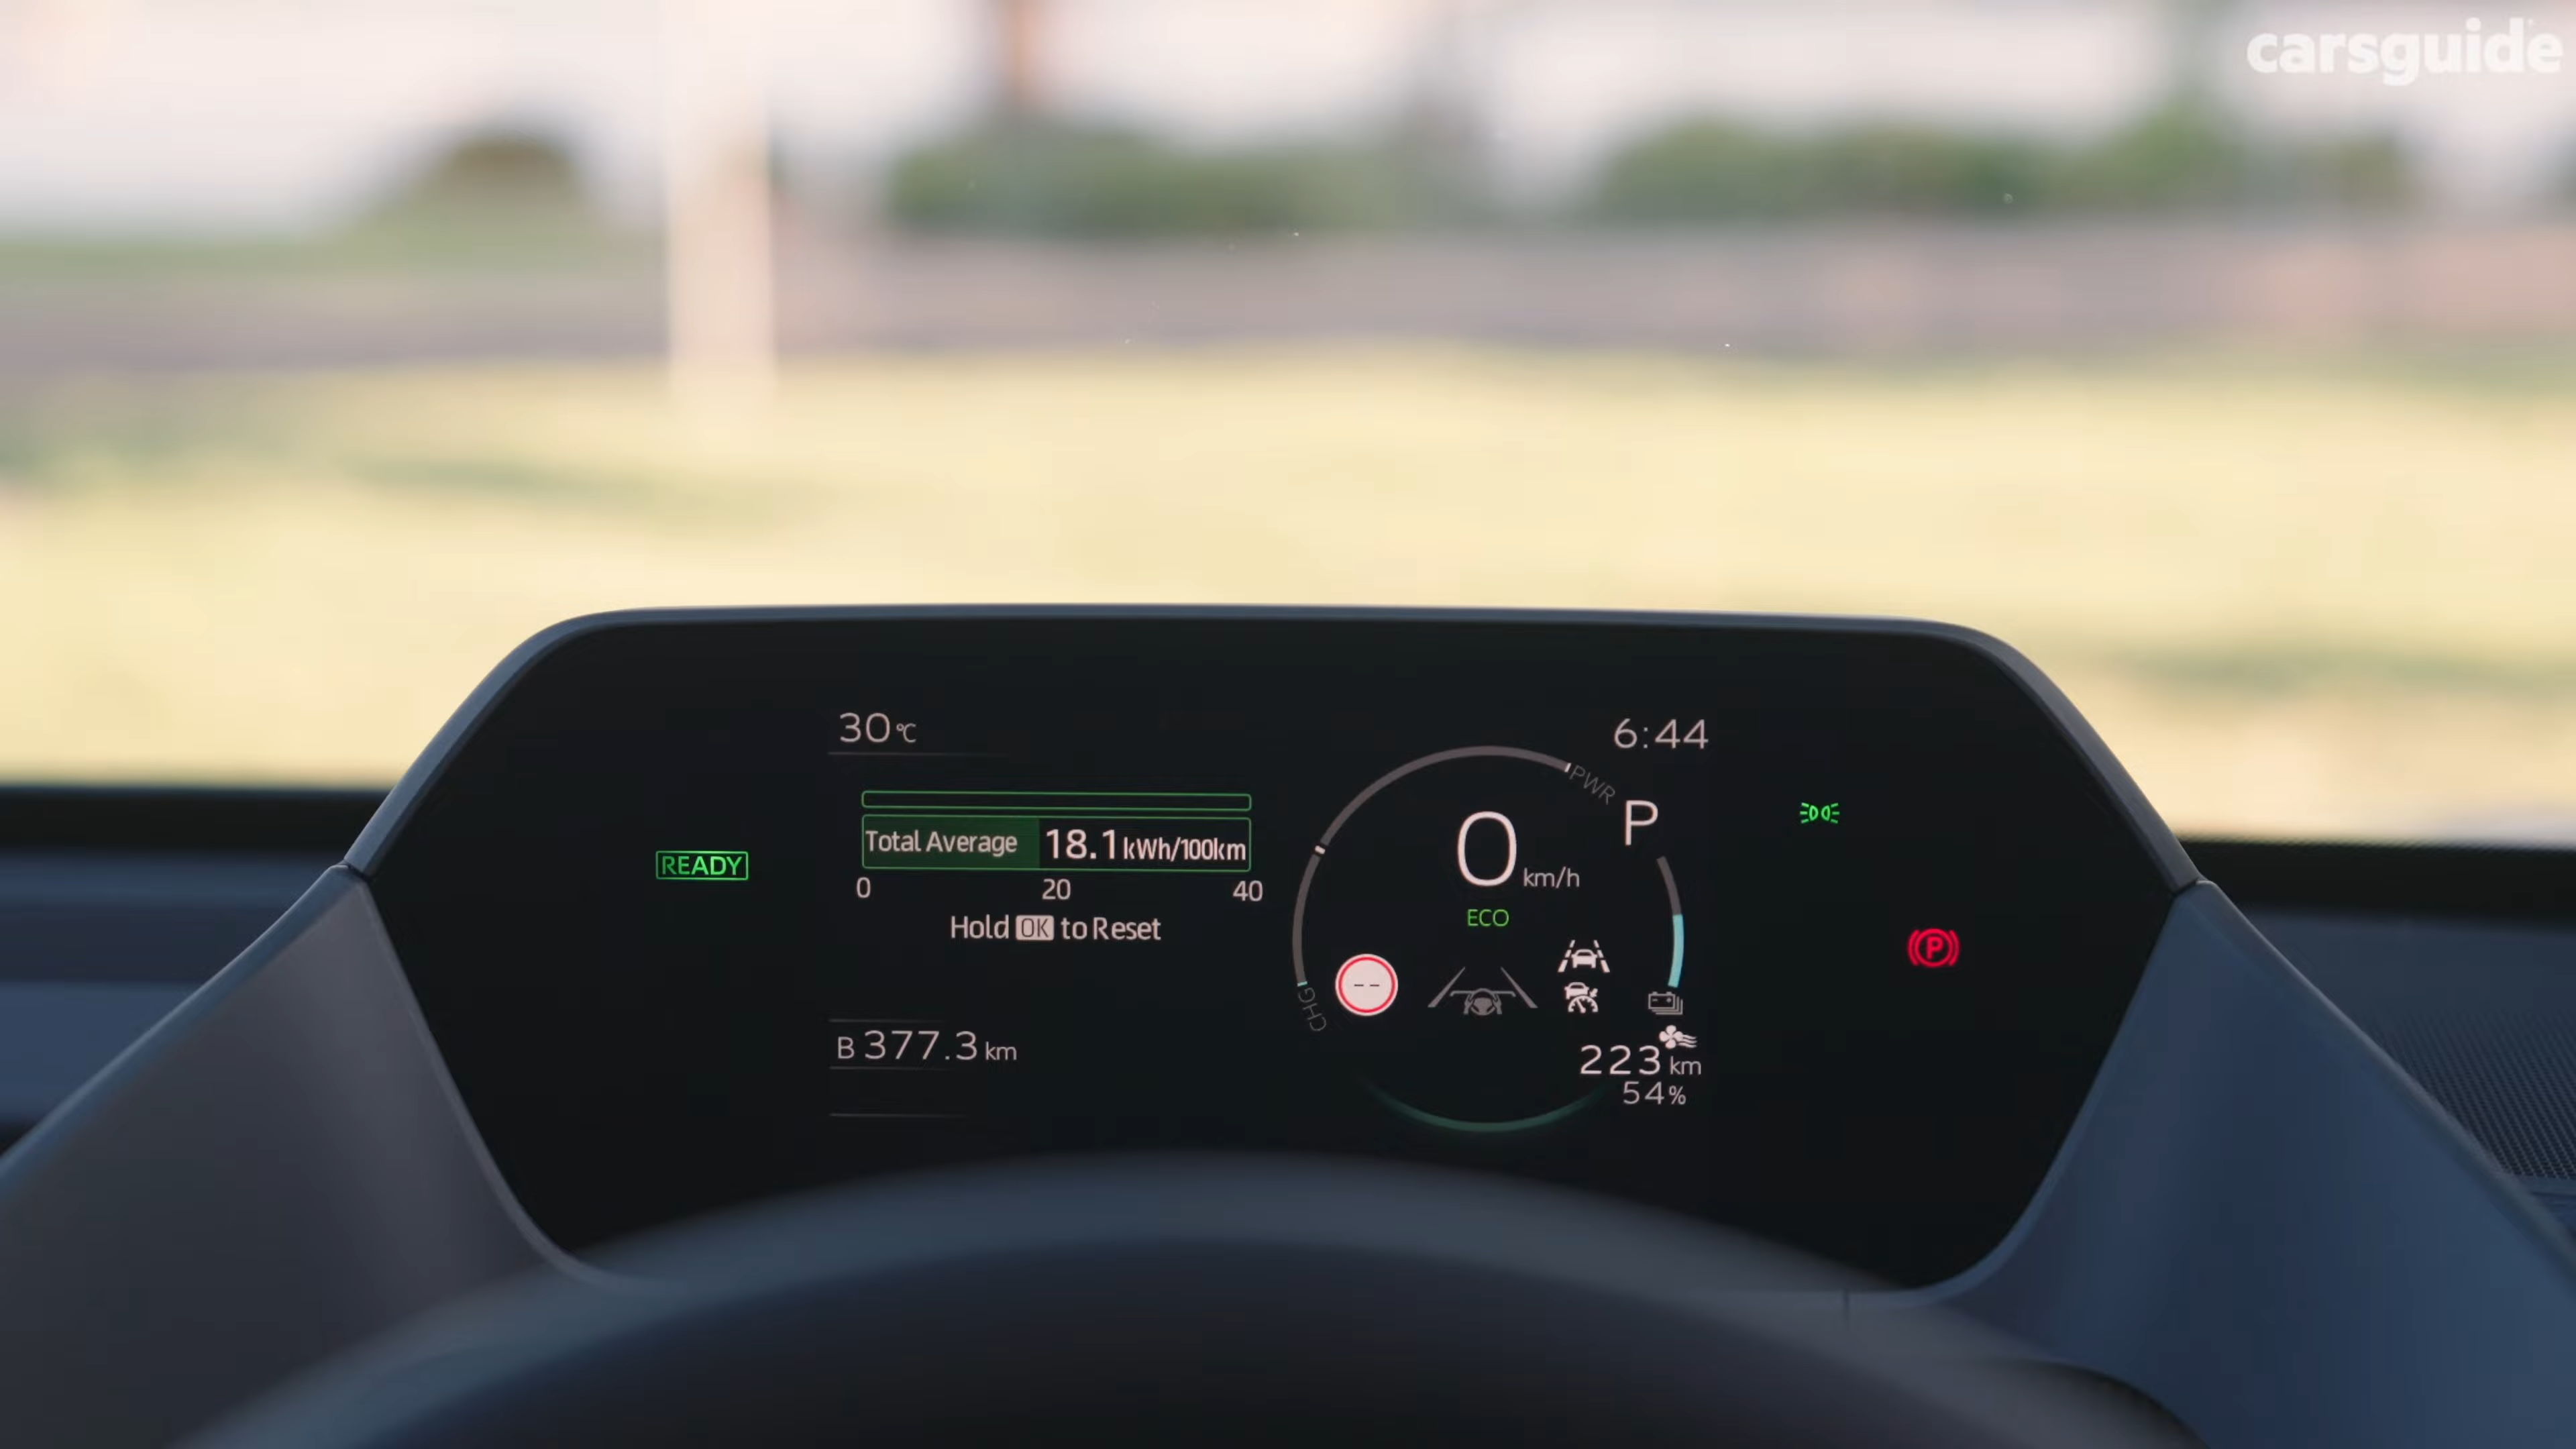 carsguide
30 °C
6:44
PWR
P
READY
Total Average 18.1 kWh/100km
0 20 40
Hold OK to Reset
0 km/h
ECO
--
CHG
P
B 377.3 km
223 km
54%